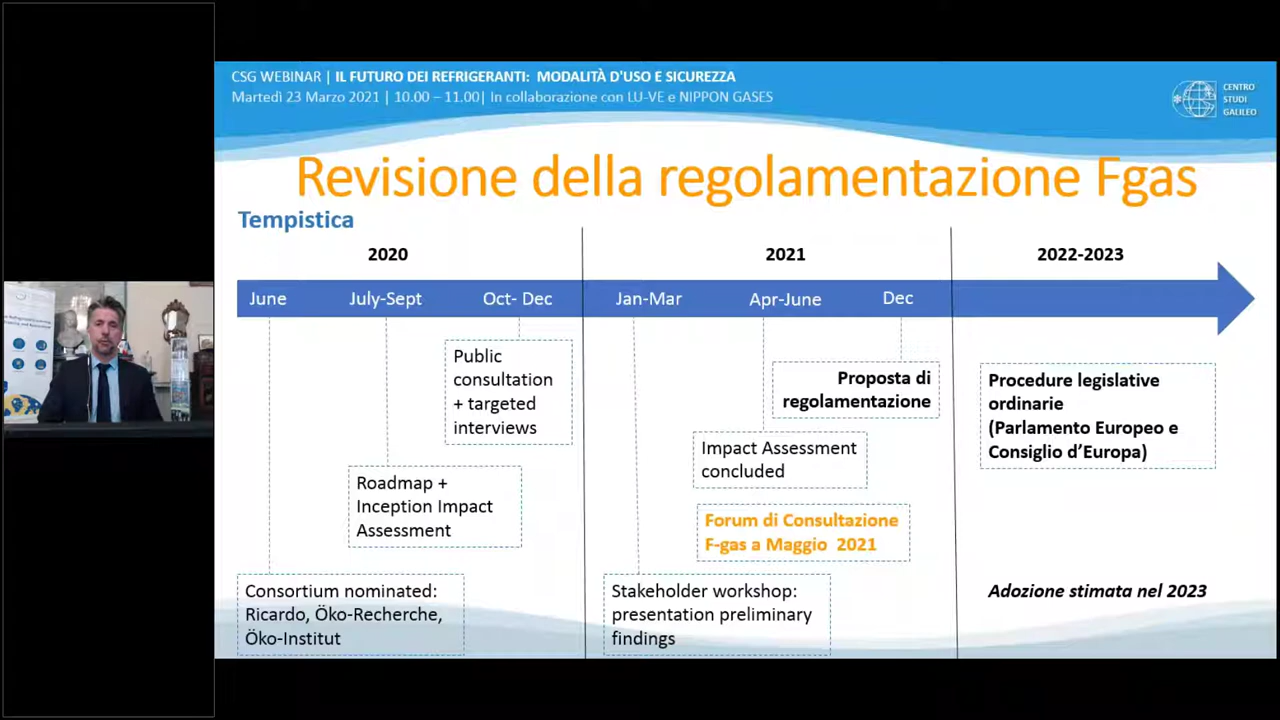 CSG WEBINAR | IL FUTURO DEI REFRIGERANTI: MODALITÀ D'USO E SICUREZZA
Martedì 23 Marzo 2021 | 10.00 – 11.00| In collaborazione con LU-VE e NIPPON GASES
CENTRO
STUDI
GALILEO
Revisione della regolamentazione Fgas
Tempistica
2020
2021
2022-2023
June
July-Sept
Oct- Dec
Jan-Mar
Apr-June
Dec
Public
consultation
+ targeted
interviews
Roadmap +
Inception Impact
Assessment
Consortium nominated:
Ricardo, Öko-Recherche,
Öko-Institut
Proposta di
regolamentazione
Impact Assessment
concluded
Forum di Consultazione
F-gas a Maggio 2021
Stakeholder workshop:
presentation preliminary
findings
Procedure legislative
ordinarie
(Parlamento Europeo e
Consiglio d'Europa)
Adozione stimata nel 2023